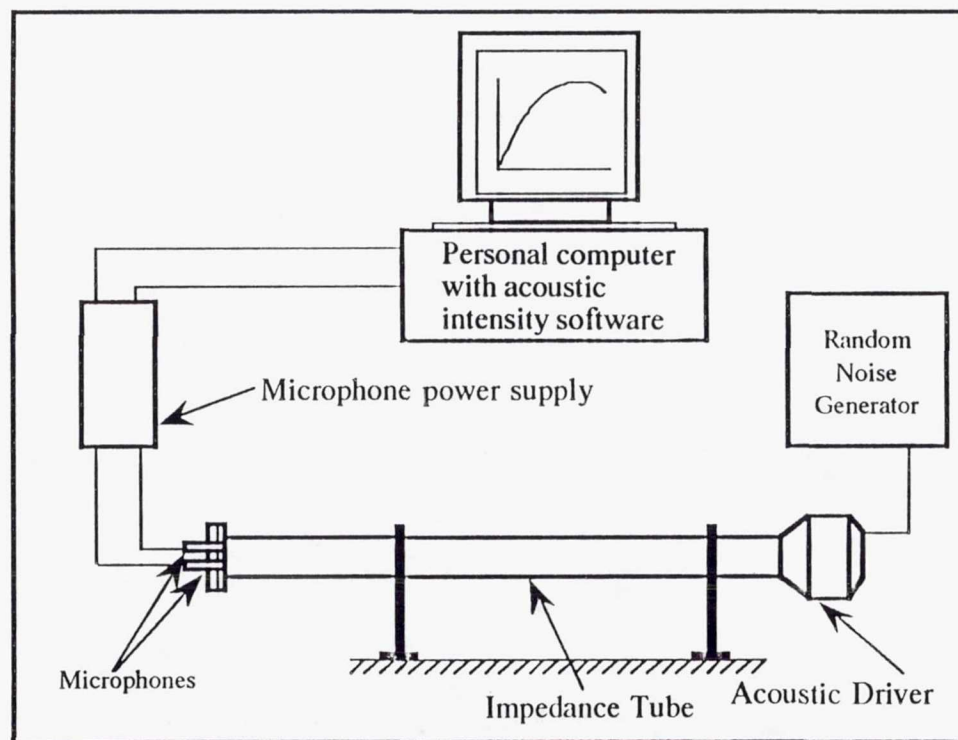 Personal computer
with acoustic
intensity software
Random
Noise
Generator
Microphone power supply
Microphones
Impedance Tube
Acoustic Driver